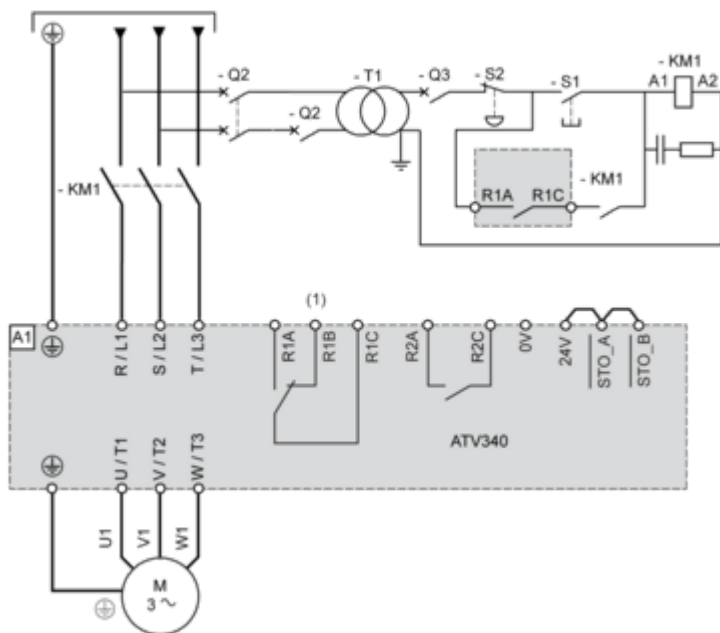 - Q2
- T1
- Q3
- S2
- S1
- KM1
A1
A2
- Q2
- KM1
R1A
R1C
- KM1
(1)
A1
R / L1
S / L2
T / L3
R1A
R1B
R1C
R2A
R2C
0V
24V
STO_A
STO_B
ATV340
U / T1
V / T2
W / T3
U1
V1
W1
M
3 ~